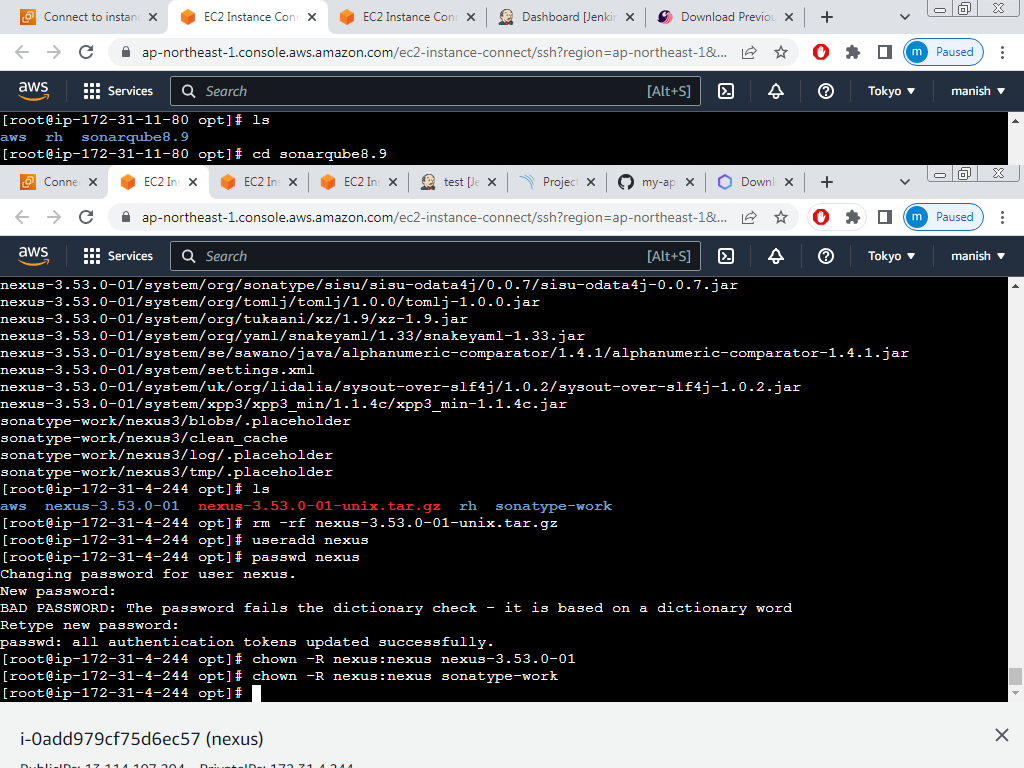 Connect to instan
EC2 Instance Conn
EC2 Instance Conn
Dashboard [Jenkin
Download Previou
ap-northeast-1.console.aws.amazon.com/ec2-instance-connect/ssh?region=ap-northeast-1&...
m Paused
aws Services Search [Alt+S] Tokyo ▼ manish ▼
[root@ip-172-31-11-80 opt]# ls
aws rh sonarqube8.9
[root@ip-172-31-11-80 opt]# cd sonarqube8.9
Conne
EC2 Ins
EC2 Ins
EC2 Ins
test [Je
Project
my-ap
Downl
ap-northeast-1.console.aws.amazon.com/ec2-instance-connect/ssh?region=ap-northeast-1&...
m Paused
aws Services Search [Alt+S] Tokyo ▼ manish ▼
nexus-3.53.0-01/system/org/sonatype/sisu/sisu-odata4j/0.0.7/sisu-odata4j-0.0.7.jar
nexus-3.53.0-01/system/org/tomlj/tomlj/1.0.0/tomlj-1.0.0.jar
nexus-3.53.0-01/system/org/tukaani/xz/1.9/xz-1.9.jar
nexus-3.53.0-01/system/org/yaml/snakeyaml/1.33/snakeyaml-1.33.jar
nexus-3.53.0-01/system/se/sawano/java/alphanumeric-comparator/1.4.1/alphanumeric-comparator-1.4.1.jar
nexus-3.53.0-01/system/settings.xml
nexus-3.53.0-01/system/uk/org/lidalia/sysout-over-slf4j/1.0.2/sysout-over-slf4j-1.0.2.jar
nexus-3.53.0-01/system/xpp3/xpp3_min/1.1.4c/xpp3_min-1.1.4c.jar
sonatype-work/nexus3/blobs/.placeholder
sonatype-work/nexus3/clean_cache
sonatype-work/nexus3/log/.placeholder
sonatype-work/nexus3/tmp/.placeholder
[root@ip-172-31-4-244 opt]# ls
aws nexus-3.53.0-01 nexus-3.53.0-01-unix.tar.gz rh sonatype-work
[root@ip-172-31-4-244 opt]# rm -rf nexus-3.53.0-01-unix.tar.gz
[root@ip-172-31-4-244 opt]# useradd nexus
[root@ip-172-31-4-244 opt]# passwd nexus
Changing password for user nexus.
New password:
BAD PASSWORD: The password fails the dictionary check - it is based on a dictionary word
Retype new password:
passwd: all authentication tokens updated successfully.
[root@ip-172-31-4-244 opt]# chown -R nexus:nexus nexus-3.53.0-01
[root@ip-172-31-4-244 opt]# chown -R nexus:nexus sonatype-work
[root@ip-172-31-4-244 opt]#
i-0add979cf75d6ec57 (nexus)
PublicIPs: 13.114.107.204 PrivateIPs: 172.31.4.244